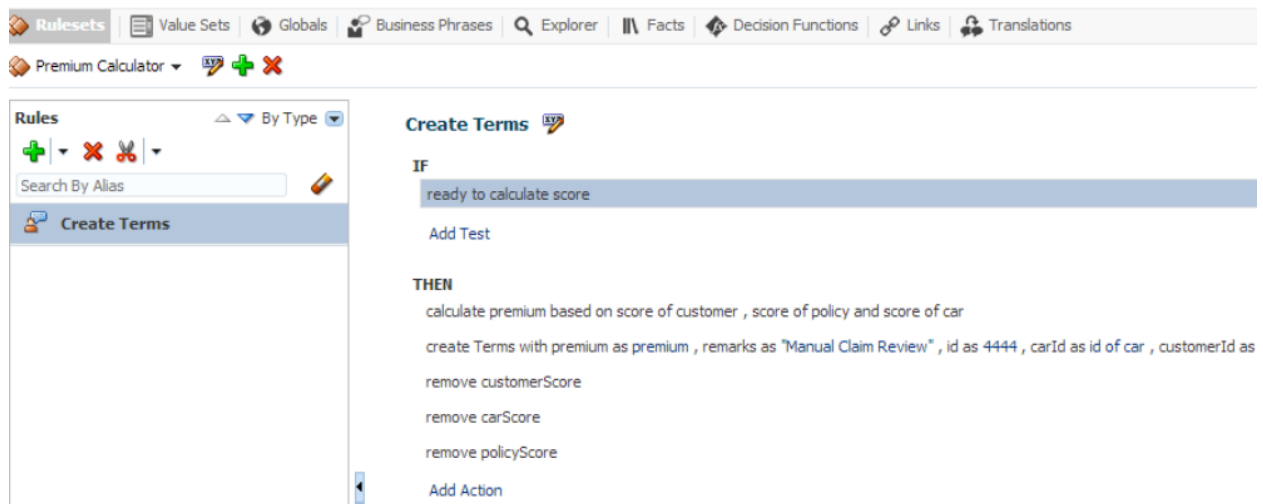 Rulesets Value Sets Globals Business Phrases Explorer Facts Decision Functions Links Translations
Premium Calculator
Rules By Type
Search By Alias
Create Terms
Create Terms
IF
ready to calculate score
Add Test
THEN
calculate premium based on score of customer , score of policy and score of car
create Terms with premium as premium , remarks as "Manual Claim Review" , id as 4444 , carId as id of car , customerId as
remove customerScore
remove carScore
remove policyScore
Add Action